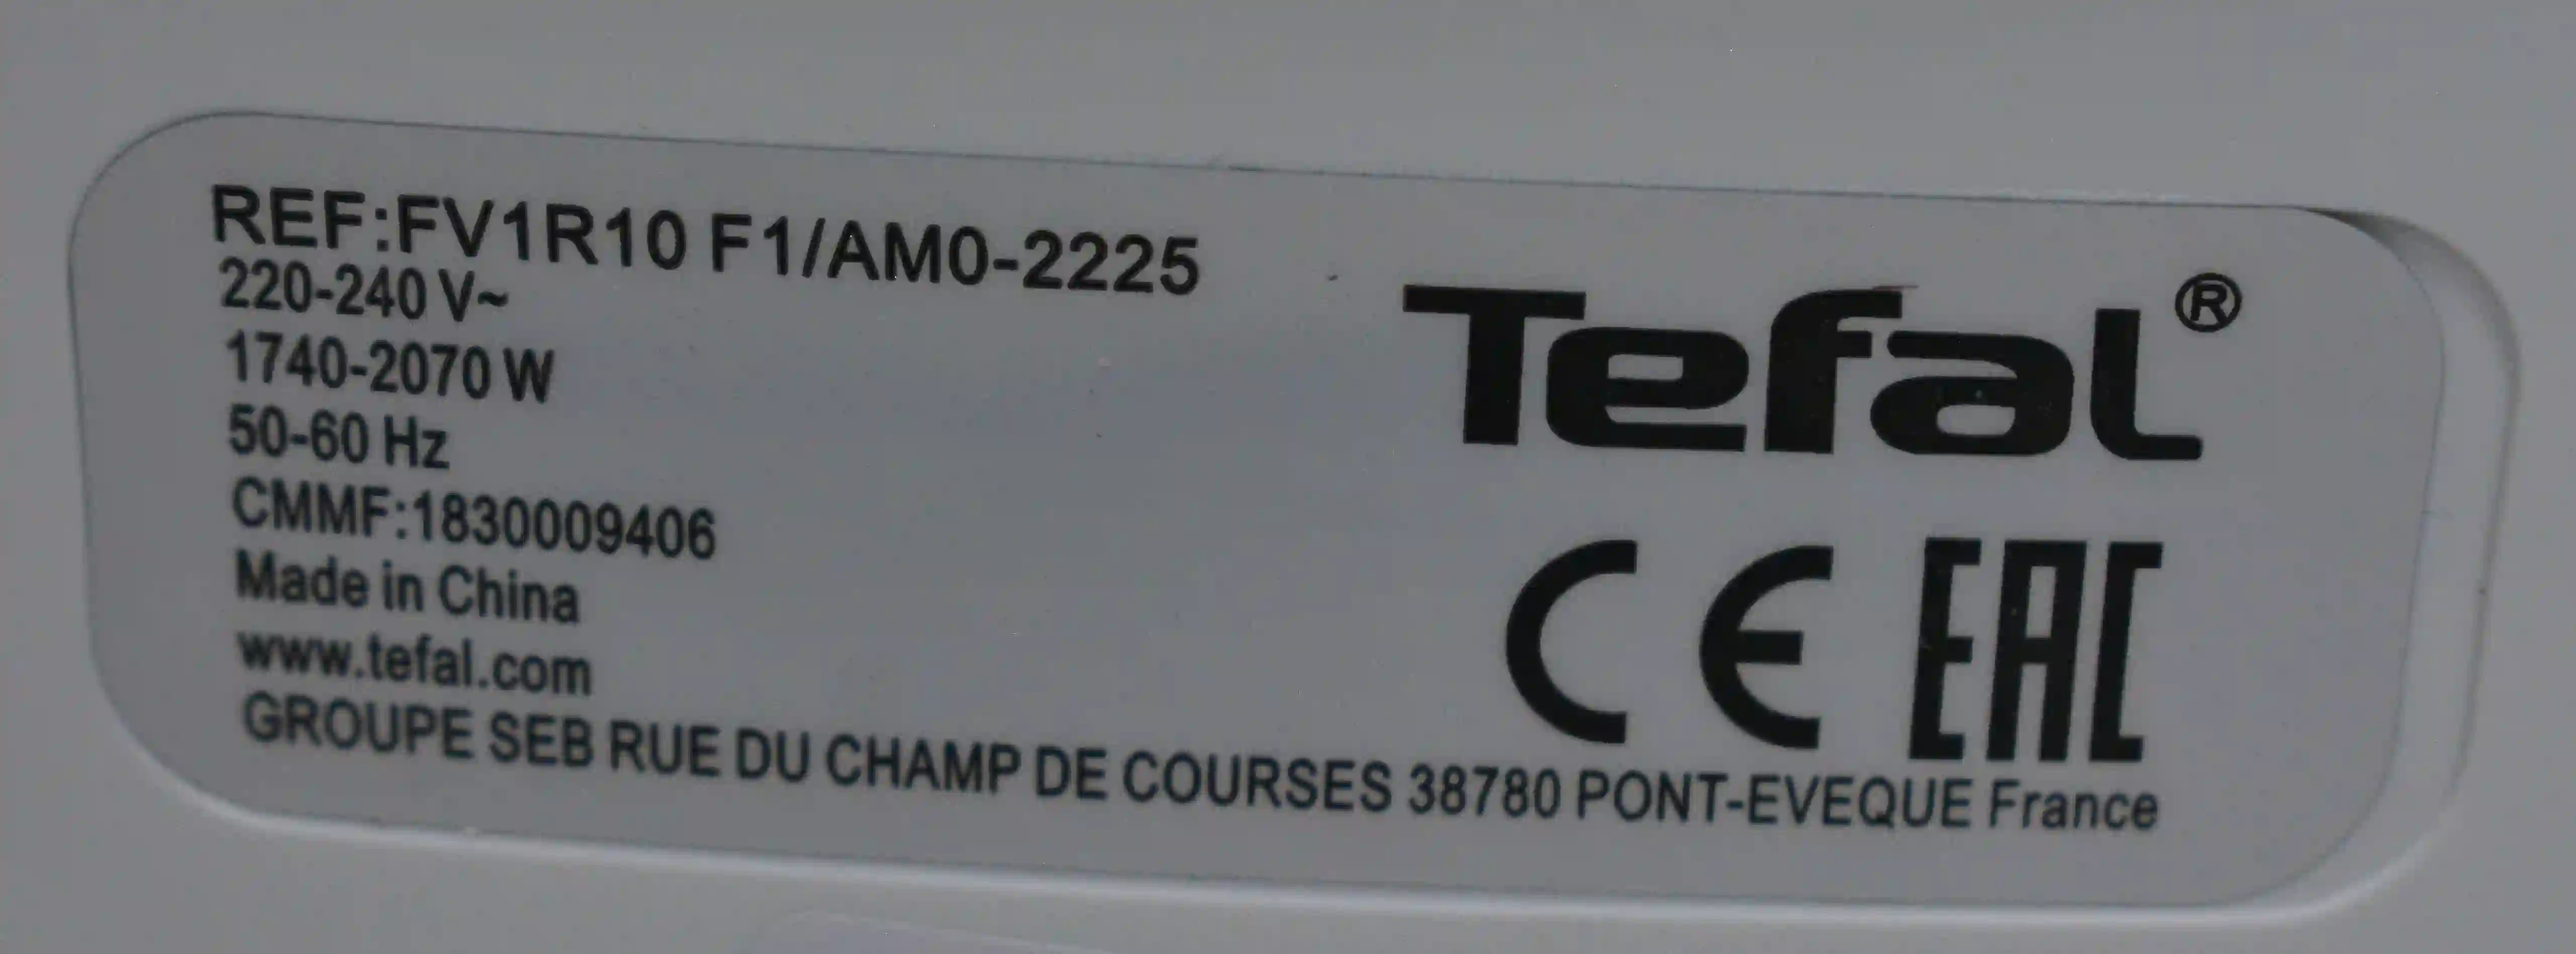 REF:FV1R10 F1/AM0-2225
220-240 V~
1740-2070 W
50-60 Hz
CMMF:1830009406
Made in China
www.tefal.com
GROUPE SEB RUE DU CHAMP DE COURSES 38780 PONT-EVEQUE France
Tefal®
CE EAC